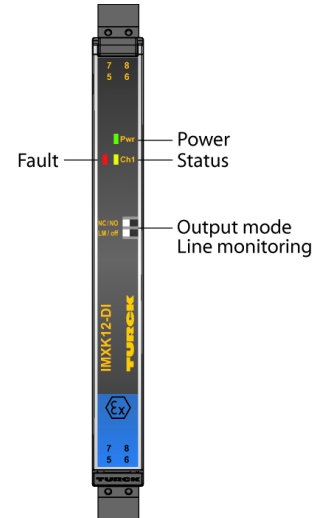 7 8
5 6
Pwr
Power
Fault
Ch1
Status
NC/NO
Output mode
LM/off
Line monitoring
IMXK12-DI
TURCK
Ex
7 8
5 6
TURCK